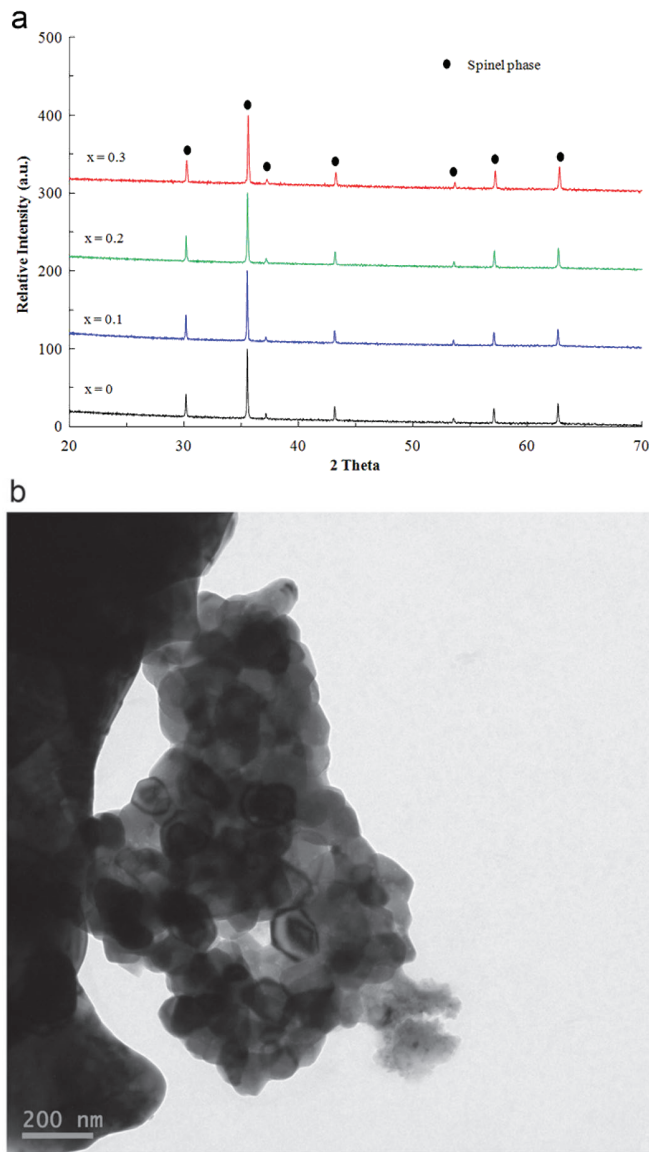 a
500
Spinel phase
400
x = 0.3
300
x = 0.2
200
x = 0.1
100
x = 0
0
20 30 40 50 60 70
2 Theta
Relative Intensity (a.u.)
b
200 nm